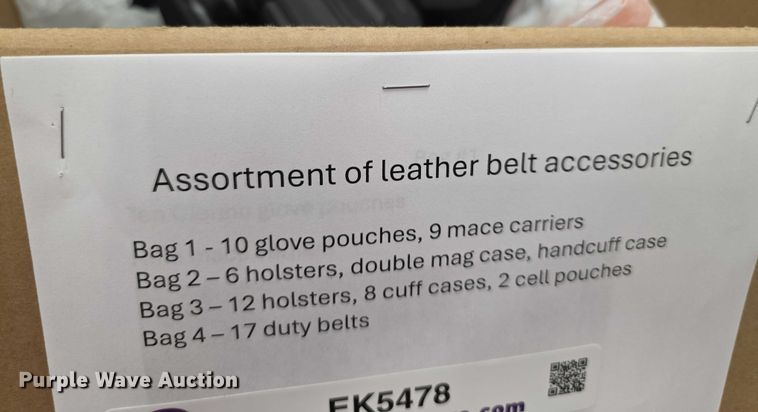 Assortment of leather belt accessories
Bag 1 - 10 glove pouches, 9 mace carriers
Bag 2 – 6 holsters, double mag case, handcuff case
Bag 3 – 12 holsters, 8 cuff cases, 2 cell pouches
Bag 4 – 17 duty belts
Purple Wave Auction
EK5478
.com